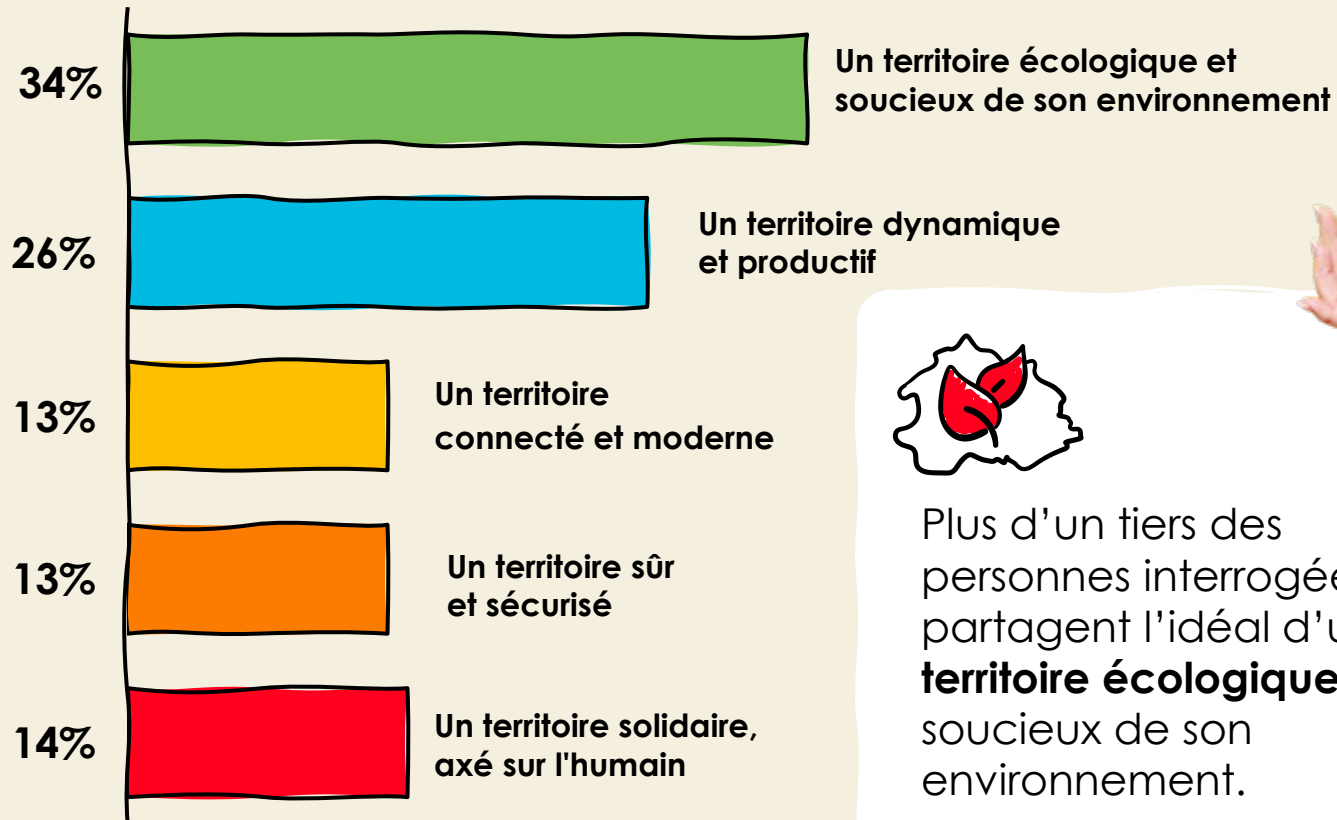 34%
Un territoire écologique et
soucieux de son environnement
26%
Un territoire dynamique
et productif
13%
Un territoire
connecté et moderne
13%
Un territoire sûr
et sécurisé
14%
Un territoire solidaire,
axé sur l'humain
Plus d’un tiers des
personnes
partagent l’idéal
territoire écologique
soucieux de son
environnement.